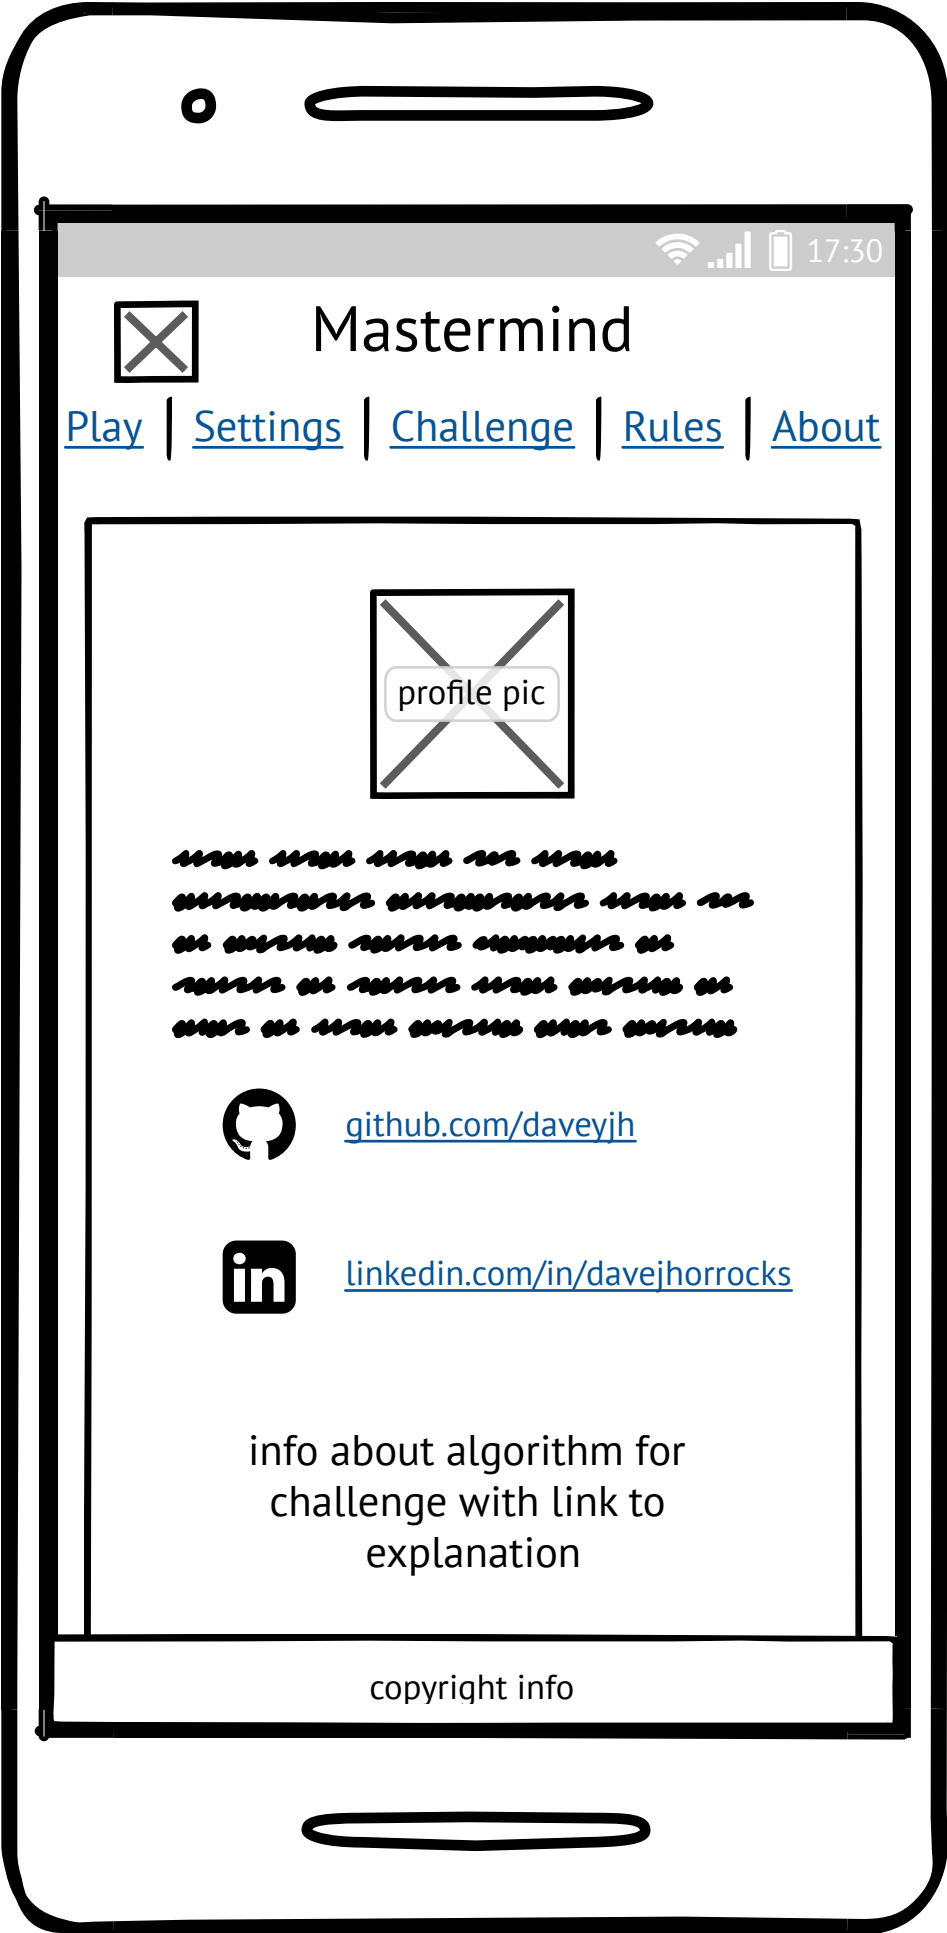 17:30
Mastermind
Play Settings Challenge Rules About
profile pic
github.com/daveyjh
in linkedin.com/in/davejhorrocks
info about algorithm for
challenge with link to
explanation
copyright info